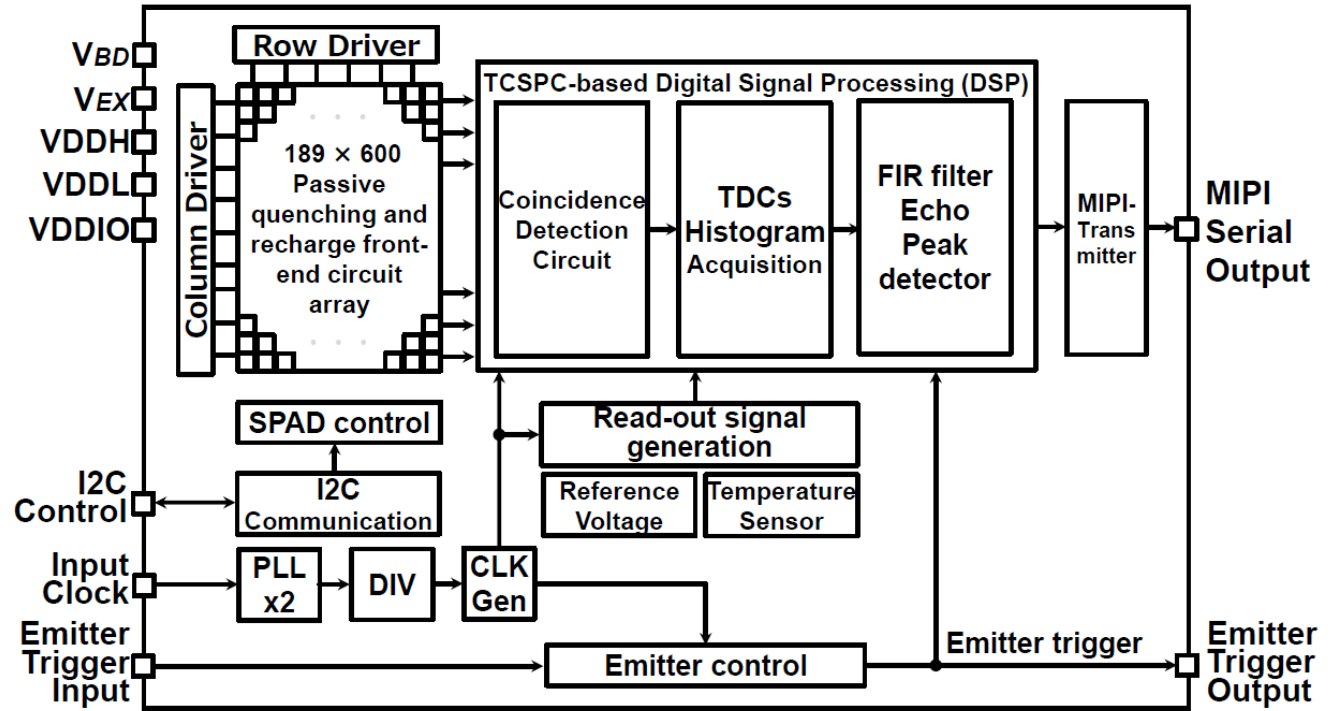 VBD
VEX
VDDH
VDDL
VDDIO
Row Driver
Column Driver
189 × 600
Passive
quenching and
recharge front-
end circuit
array
TCSPC-based Digital Signal Processing (DSP)
Coincidence
Detection
Circuit
TDCs
Histogram
Acquisition
FIR filter
Echo
Peak
detector
MIPI-
Trans
mitter
MIPI
Serial
Output
SPAD control
Read-out signal
generation
I2C
Control
I2C
Communication
Reference
Voltage
Temperature
Sensor
Input
Clock
PLL
x2
DIV
CLK
Gen
Emitter
Trigger
Input
Emitter control
Emitter trigger
Emitter
Trigger
Output